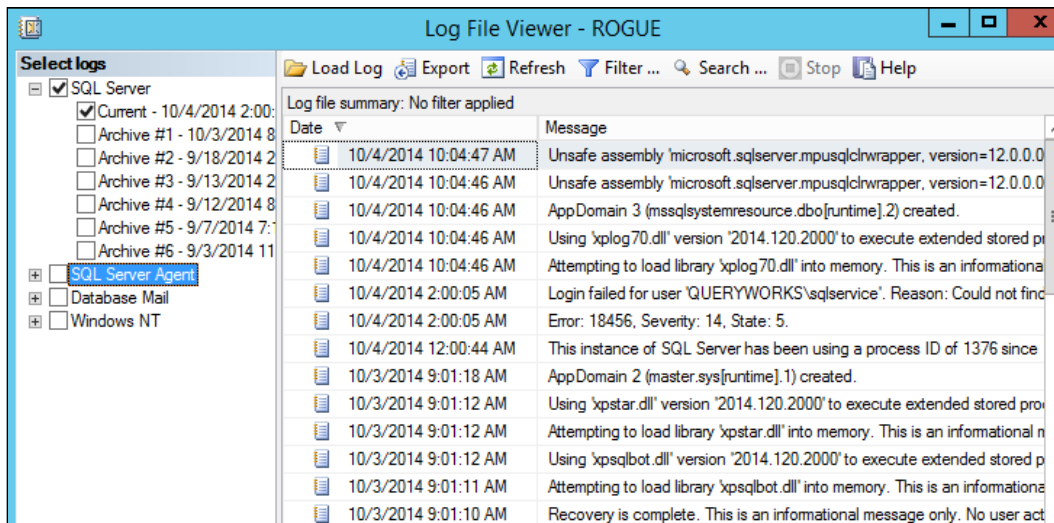 Log File Viewer - ROGUE
Select logs
SQL Server
Current - 10/4/2014 2:00:
Archive #1 - 10/3/2014 8
Archive #2 - 9/18/2014 2
Archive #3 - 9/13/2014 2
Archive #4 - 9/12/2014 8
Archive #5 - 9/7/2014 7:
Archive #6 - 9/3/2014 11
SQL Server Agent
Database Mail
Windows NT
Load Log Export Refresh Filter ... Search ... Stop Help
Log file summary: No filter applied
Date Message
10/4/2014 10:04:47 AM Unsafe assembly 'microsoft.sqlserver.mpusqlclrwrapper, version=12.0.0.0
10/4/2014 10:04:46 AM Unsafe assembly 'microsoft.sqlserver.mpusqlclrwrapper, version=12.0.0.0
10/4/2014 10:04:46 AM AppDomain 3 (mssqlsystemresource.dbo[runtime].2) created.
10/4/2014 10:04:46 AM Using 'xplog70.dll' version '2014.120.2000' to execute extended stored pr
10/4/2014 10:04:46 AM Attempting to load library 'xplog70.dll' into memory. This is an informational
10/4/2014 2:00:05 AM Login failed for user 'QUERYWORKS\sqlservice'. Reason: Could not find
10/4/2014 2:00:05 AM Error: 18456, Severity: 14, State: 5.
10/4/2014 12:00:44 AM This instance of SQL Server has been using a process ID of 1376 since
10/3/2014 9:01:18 AM AppDomain 2 (master.sys[runtime].1) created.
10/3/2014 9:01:12 AM Using 'xpstar.dll' version '2014.120.2000' to execute extended stored pro
10/3/2014 9:01:12 AM Attempting to load library 'xpstar.dll' into memory. This is an informational m
10/3/2014 9:01:12 AM Using 'xpsqlbot.dll' version '2014.120.2000' to execute extended stored p
10/3/2014 9:01:11 AM Attempting to load library 'xpsqlbot.dll' into memory. This is an informationa
10/3/2014 9:01:10 AM Recovery is complete. This is an informational message only. No user act